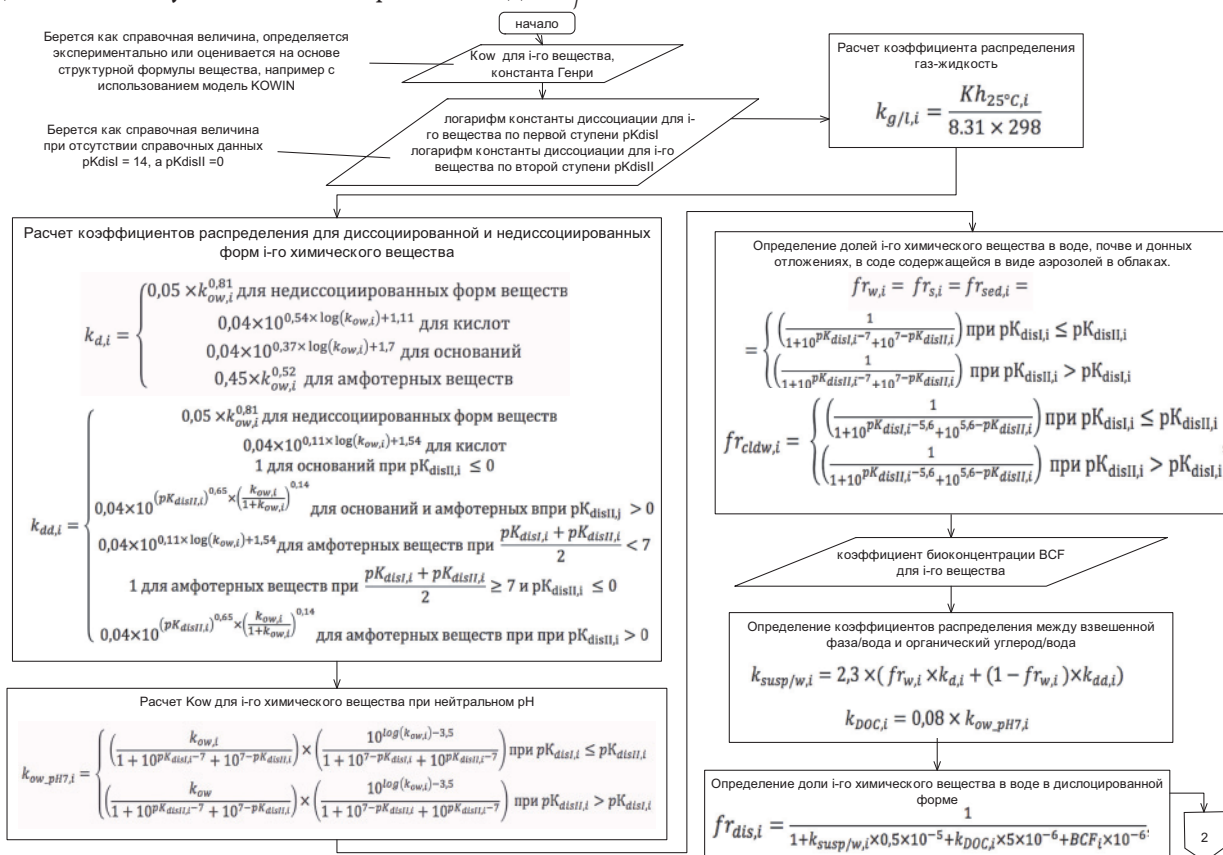 начало
Берется как справочная величина, определяется
экспериментально или оценивается на основе
структурной формулы вещества, например с
использованием модель KOWIN
Kow для i-го вещества,
константа Генри
Берется как справочная величина
при отсутствии справочных данных
pKdisI = 14, а pKdisII =0
логарифм константы диссоциации для i-
го вещества по первой ступени pKdisI
логарифм константы диссоциации для i-го
вещества по второй ступени pKdisII
Расчет коэффициента распределения
газ-жидкость
k_{g/l,i} = \frac{Kh_{25°C,i}}{8.31 × 298}
Расчет коэффициентов распределения для диссоциированной и недиссоциированных
форм i-го химического вещества
k_{d,i} = {
0,05 ×k_{ow,i}^{0,81} для недиссоциированных форм веществ
0,04×10^{0,54×log(k_{ow,i})+1,11} для кислот
0,04×10^{0,37×log(k_{ow,i})+1,7} для оснований
0,45×k_{ow,i}^{0,52} для амфотерных веществ
k_{dd,i} = {
0,05 ×k_{ow,i}^{0,81} для недиссоциированных форм веществ
0,04×10^{0,11×log(k_{ow,i})+1,54} для кислот
1 для оснований при pK_{disII,i} ≤ 0
0,04×10^{(pK_{disII,i})^{0,65}×(\frac{k_{ow,i}}{1+k_{ow,i}})^{0,14}} для оснований и амфотерных впри pK_{disII,j} > 0
0,04×10^{0,11×log(k_{ow,i})+1,54}для амфотерных веществ при \frac{pK_{disI,i} + pK_{disII,i}}{2} < 7
1 для амфотерных веществ при \frac{pK_{disI,i} + pK_{disII,i}}{2} ≥ 7 и pK_{disII,i} ≤ 0
0,04×10^{(pK_{disII,i})^{0,65}×(\frac{k_{ow,i}}{1+k_{ow,i}})^{0,14}} для амфотерных веществ при при pK_{disII,i} > 0
Расчет Kow для i-го химического вещества при нейтральном pH
k_{ow_pH7,i} = {
(\frac{k_{ow,i}}{1 + 10^{pK_{disI,i}-7} + 10^{7-pK_{disII,i}}}) × (\frac{10^{log(k_{ow,i})-3,5}}{1 + 10^{7-pK_{disI,i}} + 10^{pK_{disII,i}-7}}) при pK_{disI,i} ≤ pK_{disII,i}
(\frac{k_{ow}}{1 + 10^{pK_{disII,i}-7} + 10^{7-pK_{disII,i}}}) × (\frac{10^{log(k_{ow,i})-3,5}}{1 + 10^{7-pK_{disI,i}} + 10^{pK_{disII,i}-7}}) при pK_{disII,i} > pK_{disI,i}
Определение долей i-го химического вещества в воде, почве и донных
отложениях, в соде содержащейся в виде аэрозолей в облаках.
fr_{w,i} = fr_{s,i} = fr_{sed,i} =
= {
(\frac{1}{1+10^{pK_{disI,i}-7}+10^{7-pK_{disII,i}}}) при pK_{disI,i} ≤ pK_{disII,i}
(\frac{1}{1+10^{pK_{disII,i}-7}+10^{7-pK_{disII,i}}}) при pK_{disII,i} > pK_{disI,i}
fr_{cldw,i} = {
(\frac{1}{1+10^{pK_{disI,i}-5,6}+10^{5,6-pK_{disII,i}}}) при pK_{disI,i} ≤ pK_{disII,i}
(\frac{1}{1+10^{pK_{disII,i}-5,6}+10^{5,6-pK_{disII,i}}}) при pK_{disII,i} > pK_{disI,i}
коэффициент биоконцентрации BCF
для i-го вещества
Определение коэффициентов распределения между взвешенной
фаза/вода и органический углерод/вода
k_{susp/w,i} = 2,3 ×( fr_{w,i} ×k_{d,i} + (1 − fr_{w,i} )×k_{dd,i})
k_{DOC,i} = 0,08 × k_{ow_pH7,i}
Определение доли i-го химического вещества в воде в дислоцированной
форме
fr_{dis,i} = \frac{1}{1+k_{susp/w,i}×0,5×10^{−5}+k_{DOC,i}×5×10^{−6}+BCF_i×10^{−6}}
2